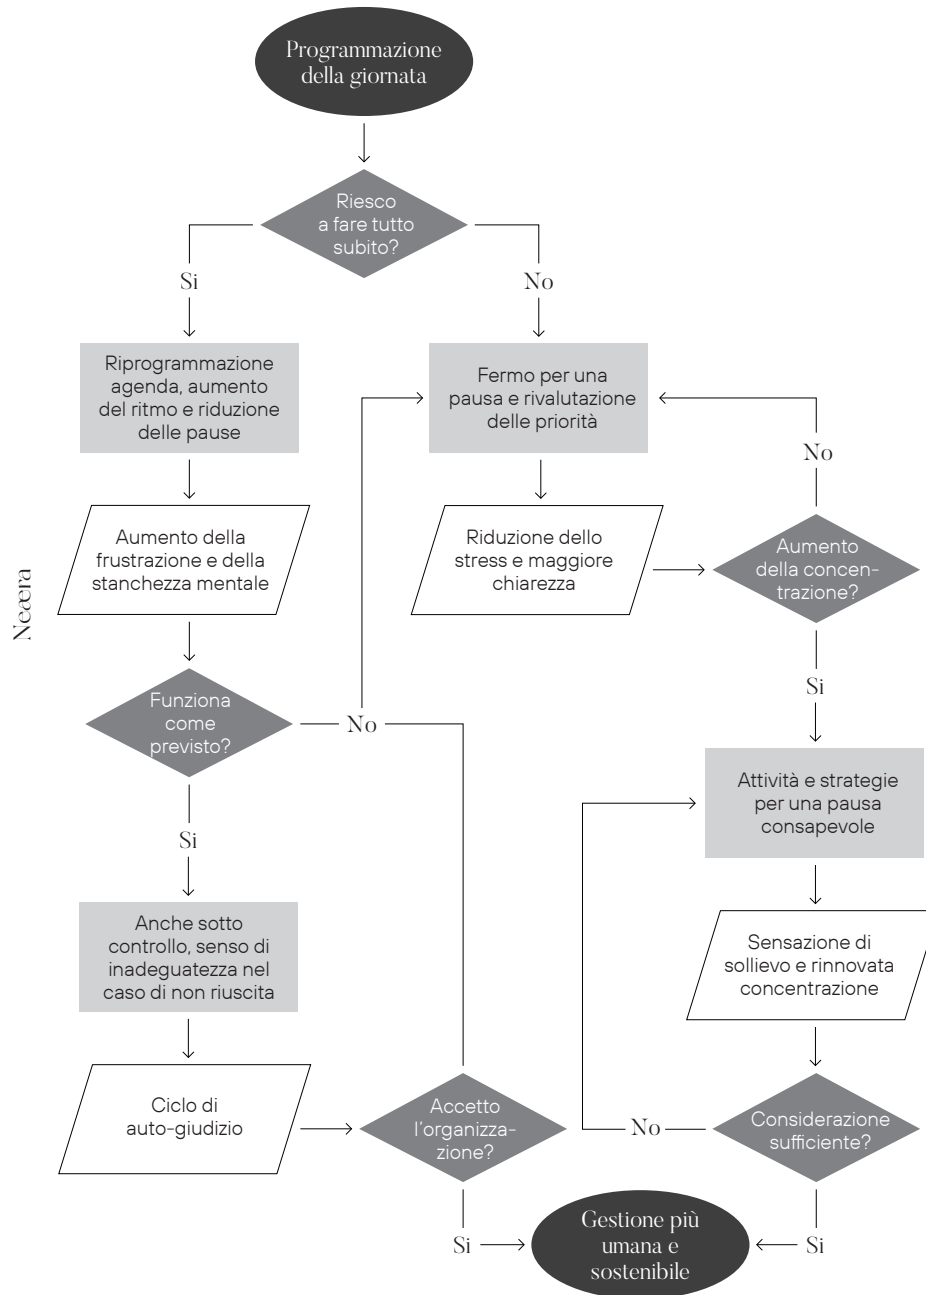 Programmazione
della giornata
Riesco
a fare tutto
subito?
Si
No
Riprogrammazione
agenda, aumento
del ritmo e riduzione
delle pause
Fermo per una
pausa e rivalutazione
delle priorità
No
Aumento della
frustrazione e della
stanchezza mentale
Riduzione dello
stress e maggiore
chiarezza
Aumento
della concen-
trazione?
Neæra
Si
Funziona
come
previsto?
No
Attività e strategie
per una pausa
consapevole
Si
Anche sotto
controllo, senso di
inadeguatezza nel
caso di non riuscita
Sensazione di
sollievo e rinnovata
concentrazione
Ciclo di
auto-giudizio
Accetto
l'organizza-
zione?
No
Considerazione
sufficiente?
Si
Gestione più
umana e
sostenibile
Si